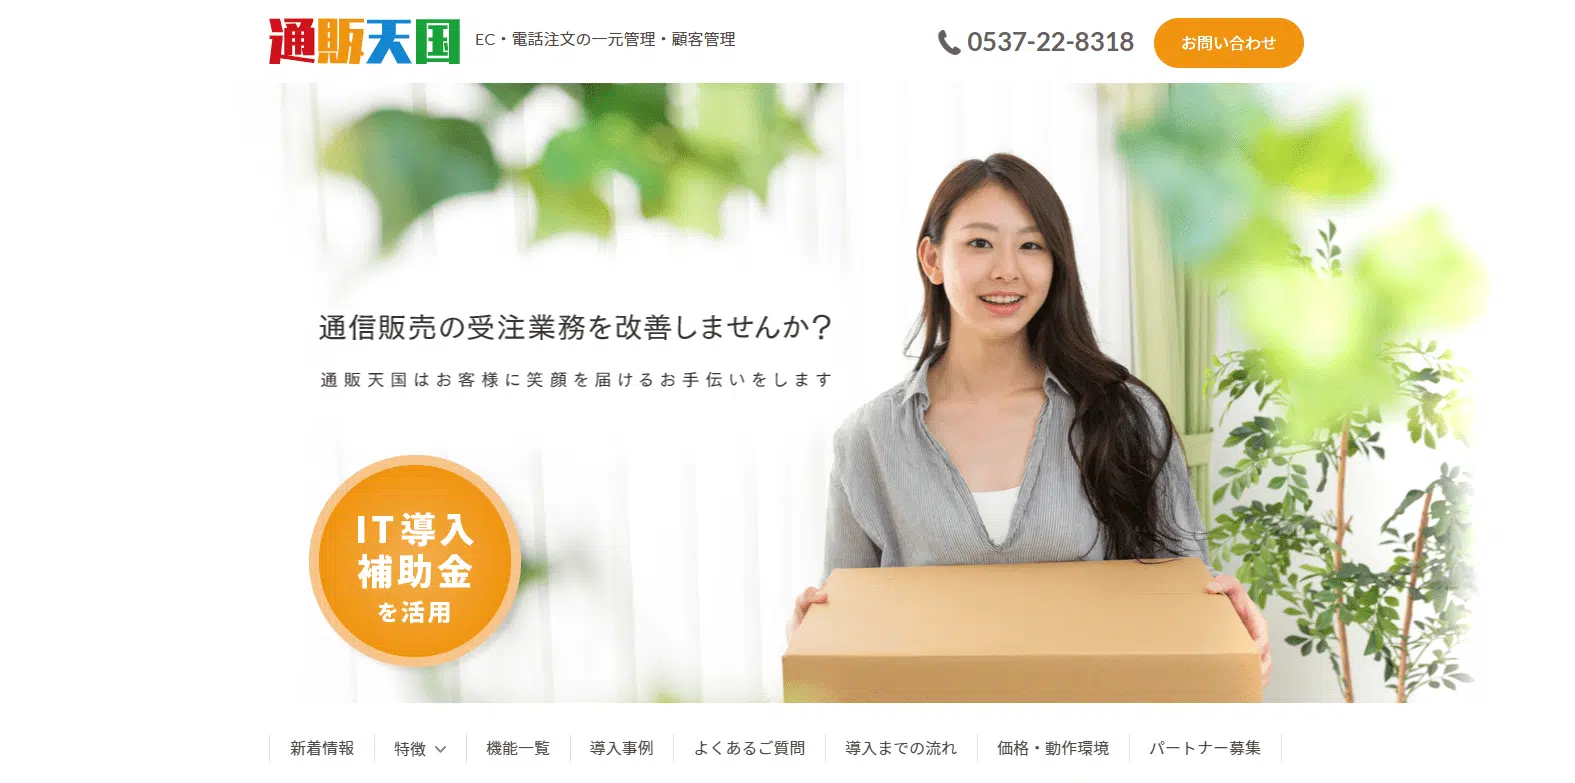 通販天国
EC・電話注文の一元管理・顧客管理
0537-22-8318
お問い合わせ
通信販売の受注業務を改善しませんか?
通販天国はお客様に笑顔を届けるお手伝いをします
IT導入
補助金
を活用
新着情報
特徴
機能一覧
導入事例
よくあるご質問
導入までの流れ
価格・動作環境
パートナー募集